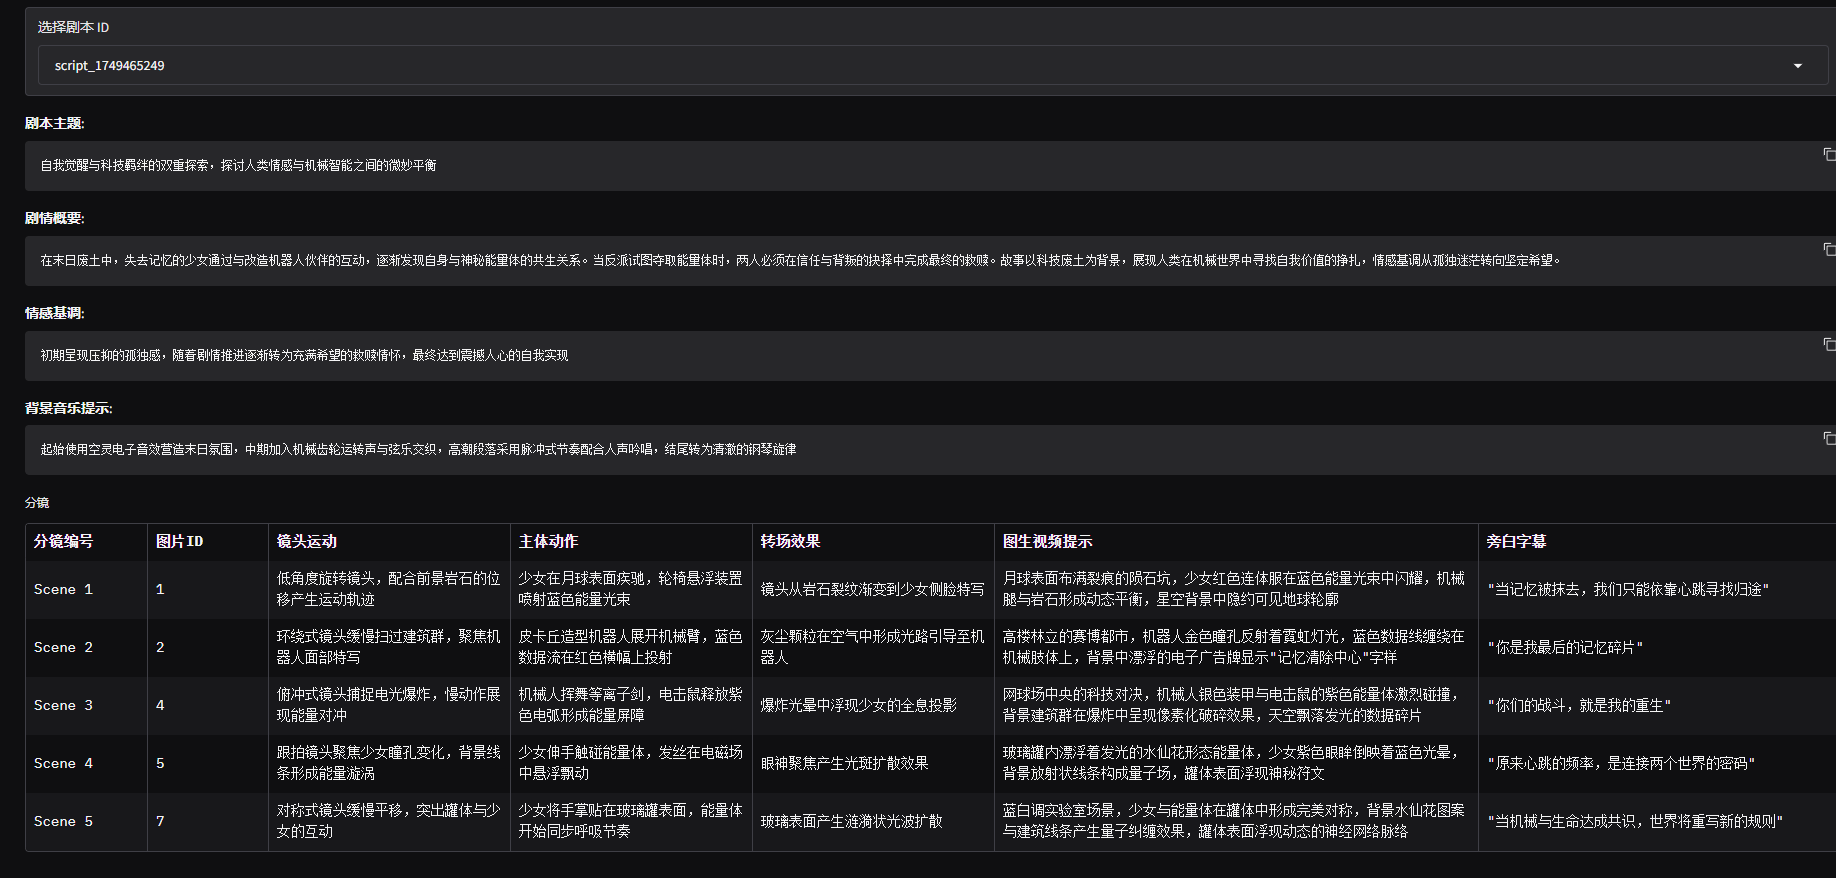 选择剧本 ID
script_1749465249
剧本主题:
自我觉醒与科技羁绊的双重探索，探讨人类情感与机械智能之间的微妙平衡
剧情概要:
在末日废土中，失去记忆的少女通过与改造机器人伙伴的互动，逐渐发现自身与神秘能量体的共生关系。当反派试图夺取能量体时，两人必须在信任与背叛的抉择中完成最终的救赎。故事以科技废土为背景，展现人类在机械世界中寻找自我价值的挣扎，情感基调从孤独迷茫转向坚定希望。
情感基调:
初期呈现压抑的孤独感，随着剧情推进逐渐转为充满希望的救赎情怀，最终达到震撼人心的自我实现
背景音乐提示:
起始使用空灵电子音效营造末日氛围，中期加入机械齿轮运转声与弦乐交织，高潮段落采用脉冲式节奏配合人声吟唱，结尾转为清澈的钢琴旋律
分镜
分镜编号 图片ID 镜头运动 主体动作 转场效果 图生视频提示 旁白字幕
Scene 1
1
低角度旋转镜头，配合前景岩石的位
移产生运动轨迹
少女在月球表面疾驰，轮椅悬浮装置
喷射蓝色能量光束
镜头从岩石裂纹渐变到少女侧脸特写
月球表面布满裂痕的陨石坑，少女红色连体服在蓝色能量光束中闪耀，机械
腿与岩石形成动态平衡，星空背景中隐约可见地球轮廓
"当记忆被抹去，我们只能依靠心跳寻找归途"
Scene 2
2
环绕式镜头缓慢扫过建筑群，聚焦机
器人面部特写
皮卡丘造型机器人展开机械臂，蓝色
数据流在红色横幅上投射
灰尘颗粒在空气中形成光路引导至机
器人
高楼林立的赛博都市，机器人金色瞳孔反射着霓虹灯光，蓝色数据线缠绕在
机械肢体上，背景中漂浮的电子广告牌显示"记忆清除中心"字样
"你是我最后的记忆碎片"
Scene 3
4
俯冲式镜头捕捉电光爆炸，慢动作展
现能量对冲
机械人挥舞等离子剑，电击鼠释放紫
色电弧形成能量屏障
爆炸光晕中浮现少女的全息投影
网球场中央的科技对决，机械人银色装甲与电击鼠的紫色能量体激烈碰撞，
背景建筑群在爆炸中呈现像素化破碎效果，天空飘落发光的数据碎片
"你们的战斗，就是我的重生"
Scene 4
5
跟拍镜头聚焦少女瞳孔变化，背景线
条形成能量漩涡
少女伸手触碰能量体，发丝在电磁场
中悬浮飘动
眼神聚焦产生光斑扩散效果
玻璃罐内漂浮着发光的水仙花形态能量体，少女紫色眼眸倒映着蓝色光晕，
背景放射状线条构成量子场，罐体表面浮现神秘符文
"原来心跳的频率，是连接两个世界的密码"
Scene 5
7
对称式镜头缓慢平移，突出罐体与少
女的互动
少女将手掌贴在玻璃罐表面，能量体
开始同步呼吸节奏
玻璃表面产生涟漪状光波扩散
蓝白调实验室场景，少女与能量体在罐体中形成完美对称，背景水仙花图案
与建筑线条产生量子纠缠效果，罐体表面浮现动态的神经网络脉络
"当机械与生命达成共识，世界将重写新的规则"